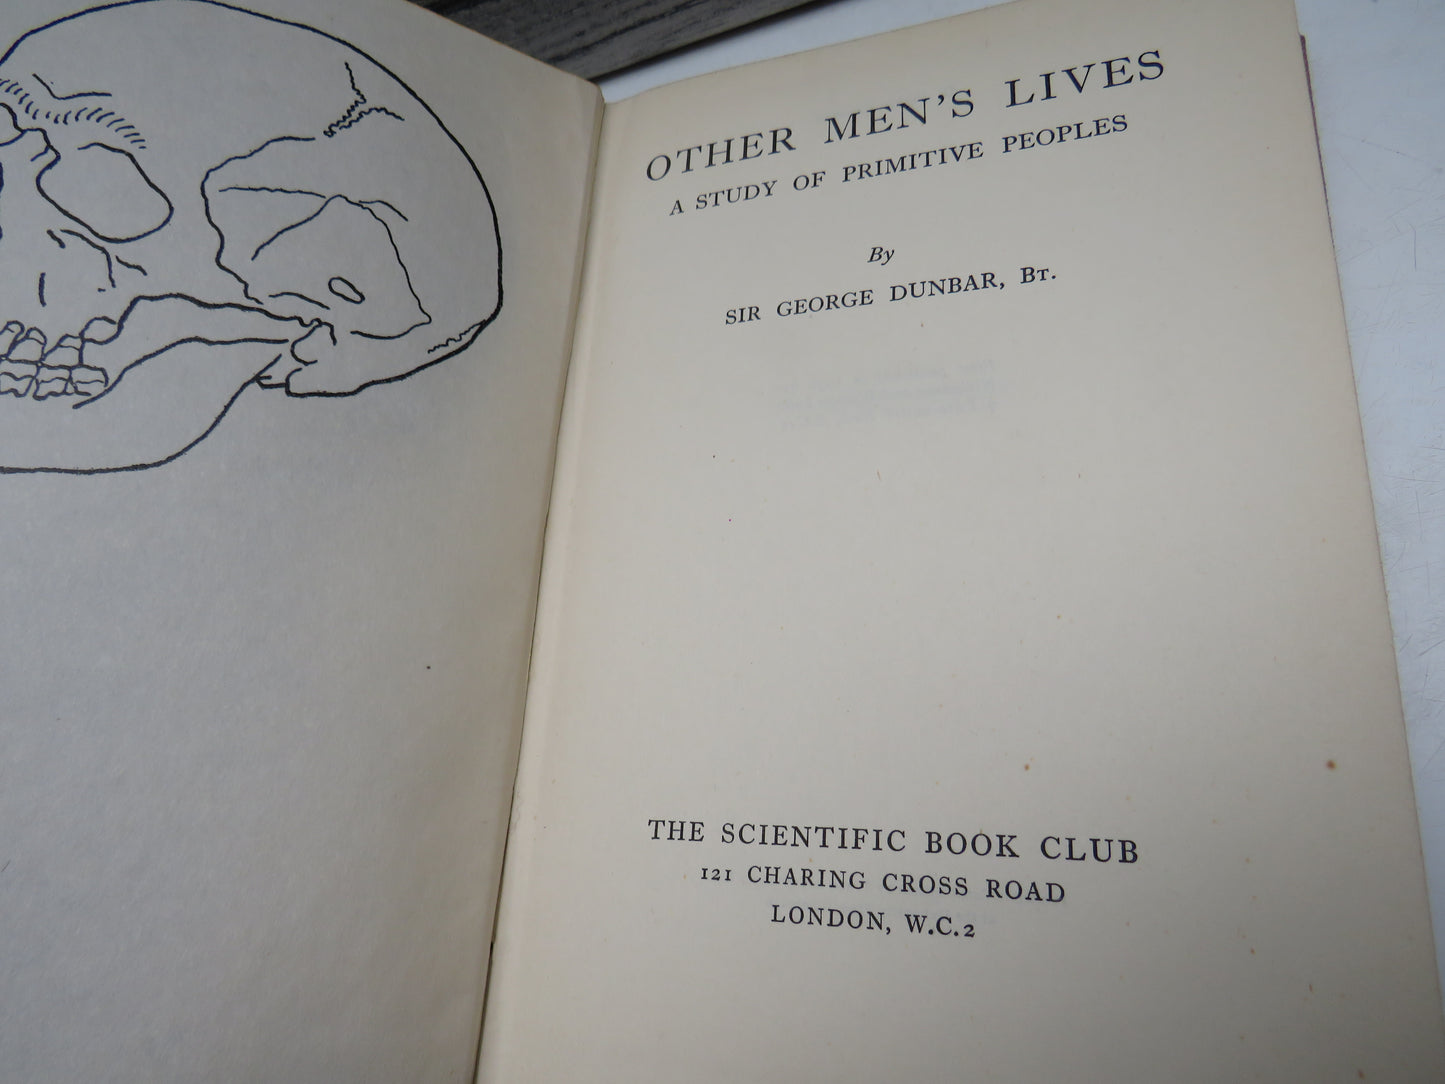 OTHER MEN'S LIVES
A STUDY OF PRIMITIVE PEOPLES
By
SIR GEORGE DUNBAR, BT.
THE SCIENTIFIC BOOK CLUB
121 CHARING CROSS ROAD
LONDON, W.C.2